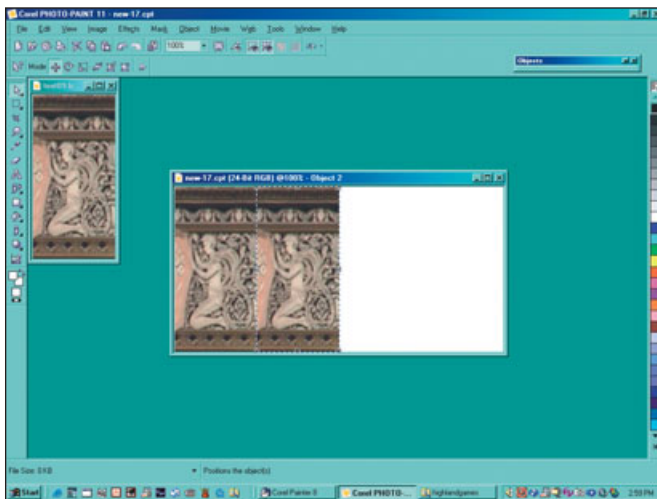 Corel PHOTO-PAINT 11 - new-17.cpt
File Edit View Image Effects Mask Object Movie Web Tools Window Help
100%
Mode
Objects
new-17.cpt (24-Bit RGB) @100% - Object 2
File Size: 0 KB Positions the object(s)
Start Corel Painter 8 Corel PHOTO-... highlandgames 2:59 PM